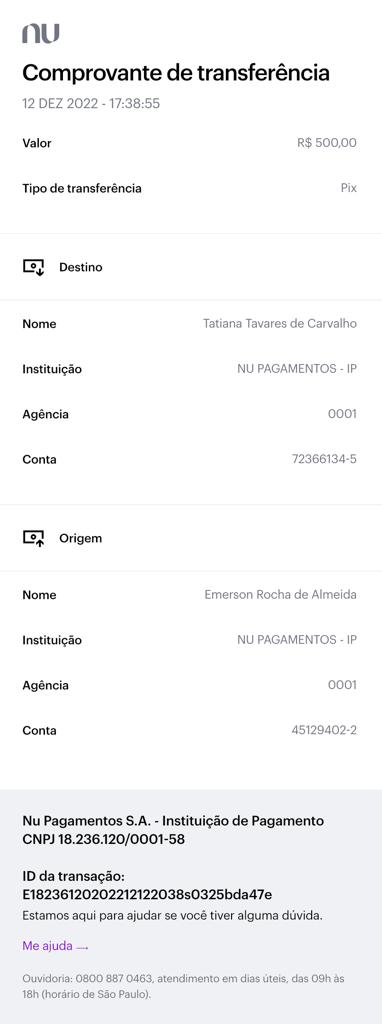 nu
Comprovante de transferência
12 DEZ 2022 - 17:38:55
Valor R$ 500,00
Tipo de transferência Pix
Destino
Nome Tatiana Tavares de Carvalho
Instituição NU PAGAMENTOS - IP
Agência 0001
Conta 72366134-5
Origem
Nome Emerson Rocha de Almeida
Instituição NU PAGAMENTOS - IP
Agência 0001
Conta 45129402-2
Nu Pagamentos S.A. - Instituição de Pagamento
CNPJ 18.236.120/0001-58
ID da transação:
E18236120202212122038s0325bda47e
Estamos aqui para ajudar se você tiver alguma dúvida.
Me ajuda →
Ouvidoria: 0800 887 0463, atendimento em dias úteis, das 09h às
18h (horário de São Paulo).